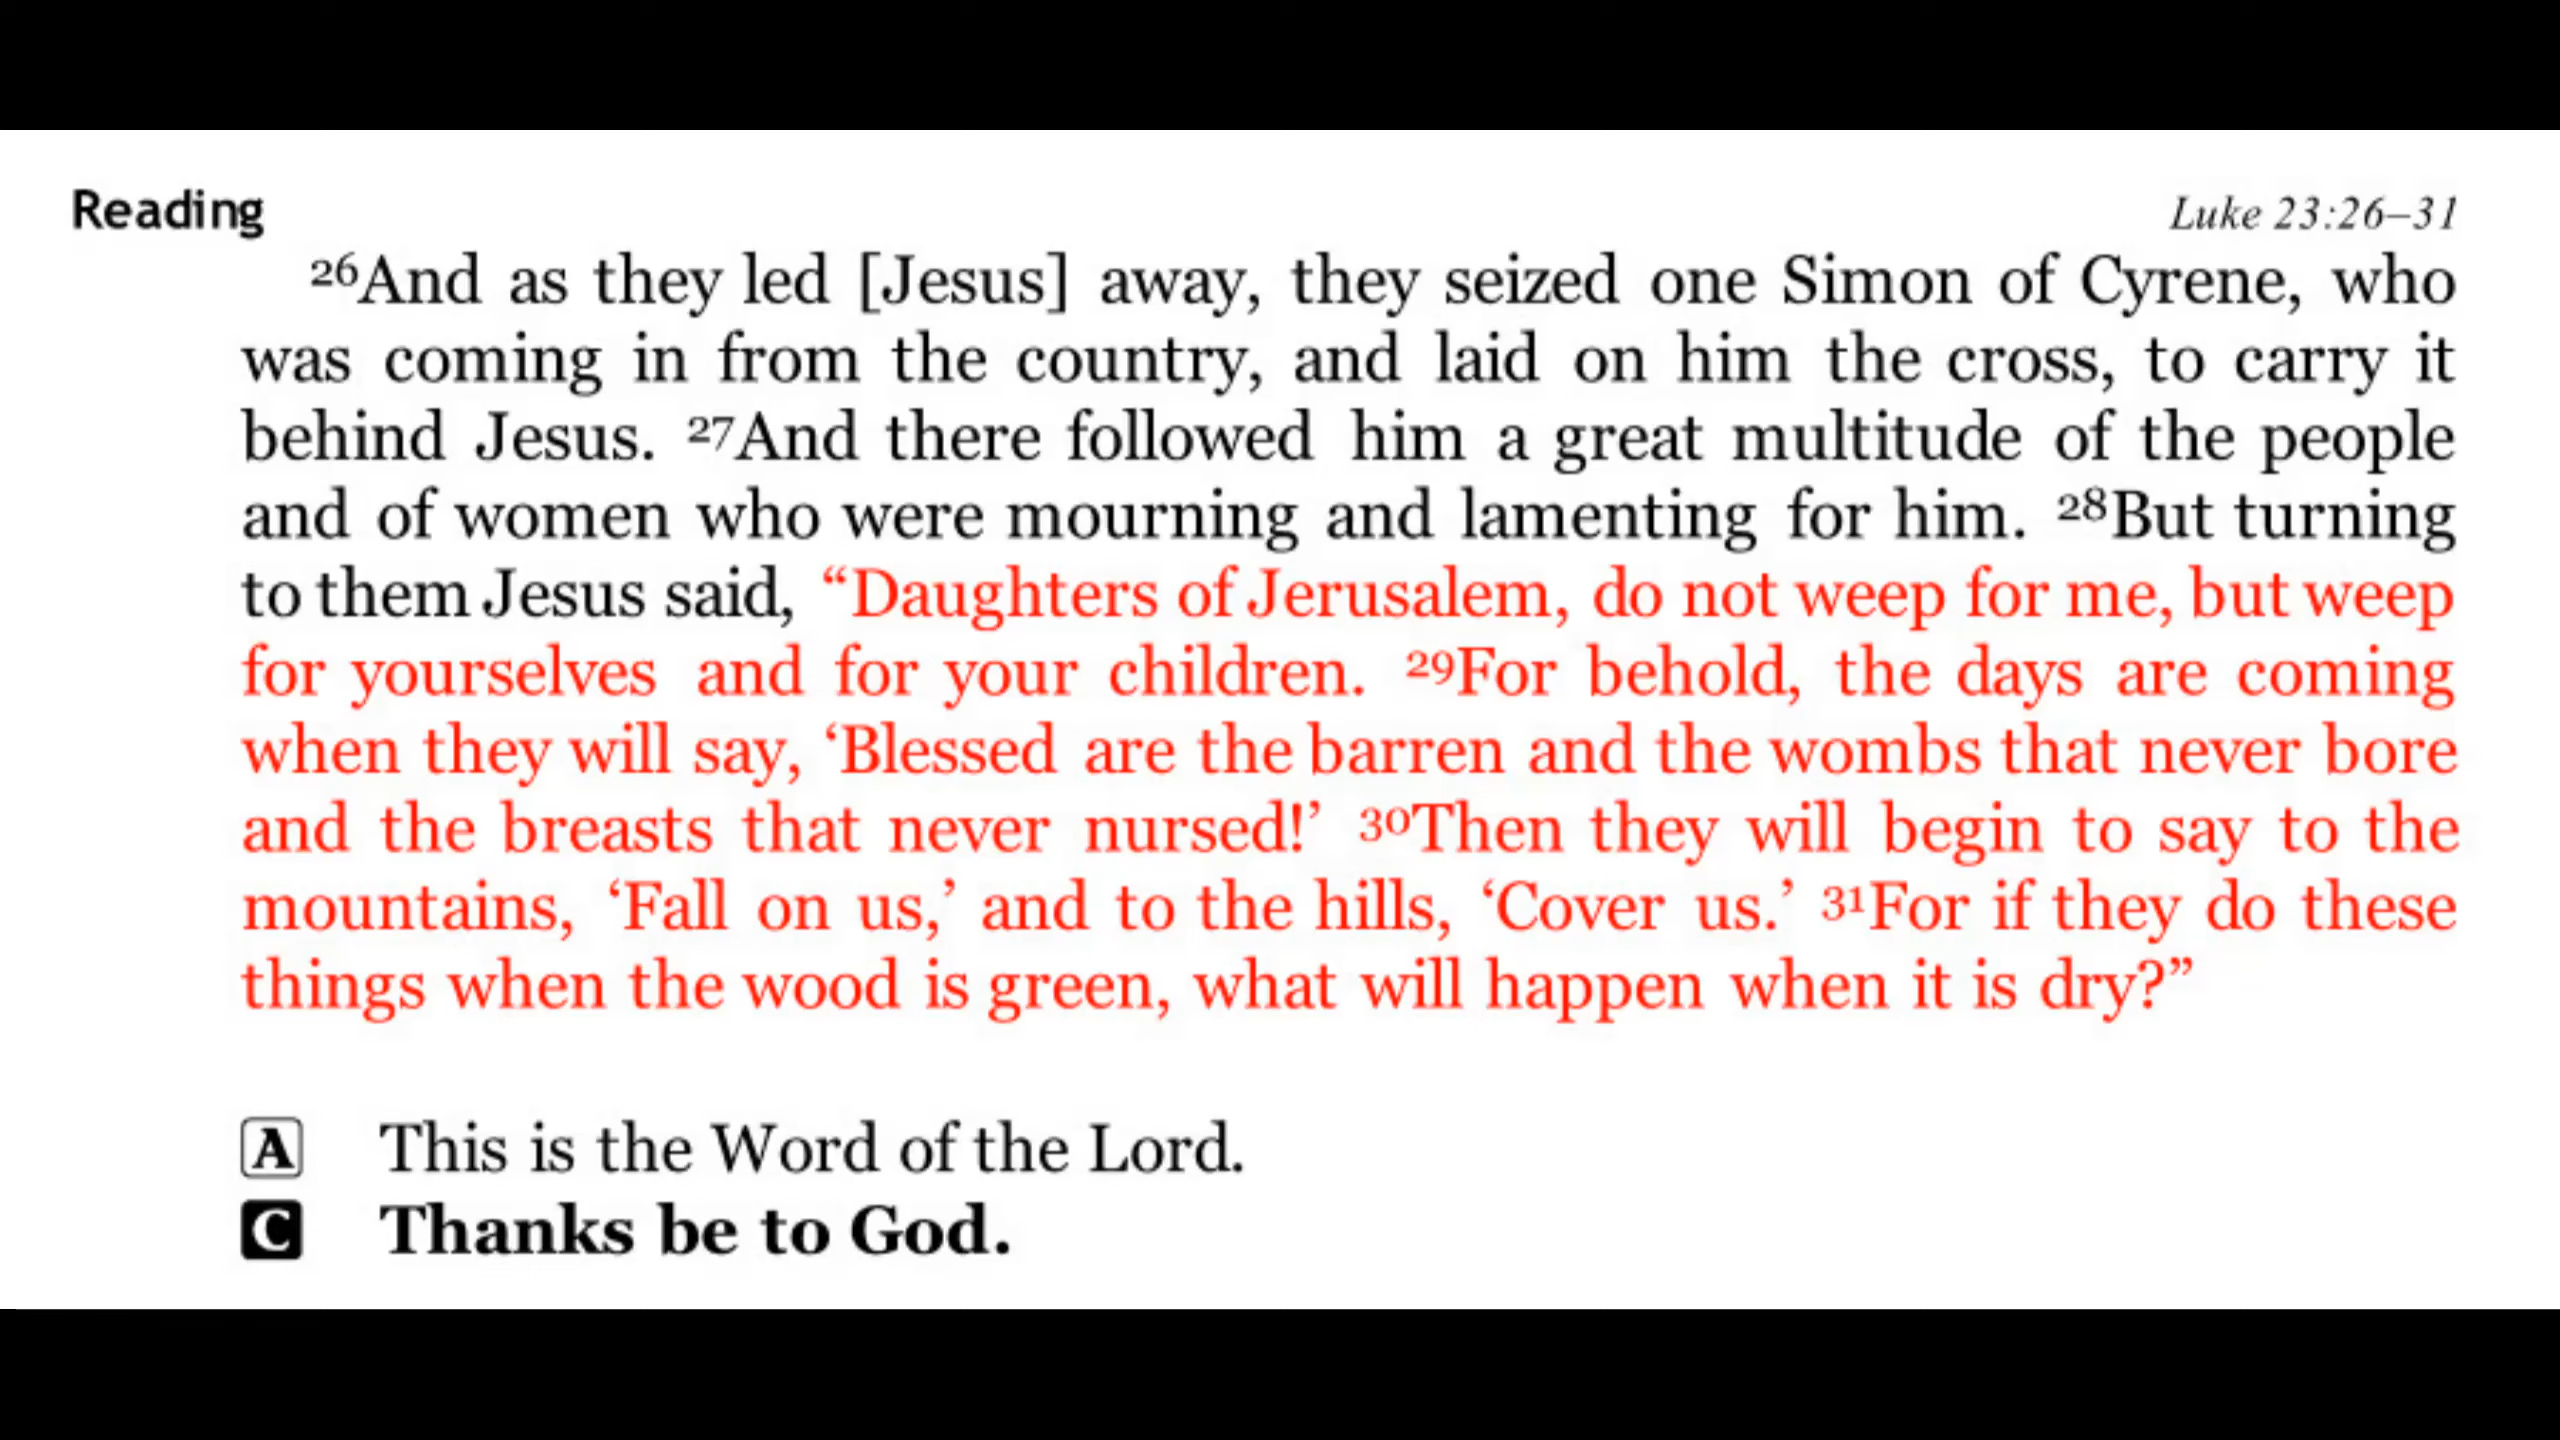 Reading
Luke 23:26–31
26And as they led [Jesus] away, they seized one Simon of Cyrene, who
was coming in from the country, and laid on him the cross, to carry it
behind Jesus. 27And there followed him a great multitude of the people
and of women who were mourning and lamenting for him. 28But turning
to them Jesus said, “Daughters of Jerusalem, do not weep for me, but weep
for yourselves and for your children. 29For behold, the days are coming
when they will say, ‘Blessed are the barren and the wombs that never bore
and the breasts that never nursed!’ 30Then they will begin to say to the
mountains, ‘Fall on us,’ and to the hills, ‘Cover us.’ 31For if they do these
things when the wood is green, what will happen when it is dry?”
A This is the Word of the Lord.
C Thanks be to God.